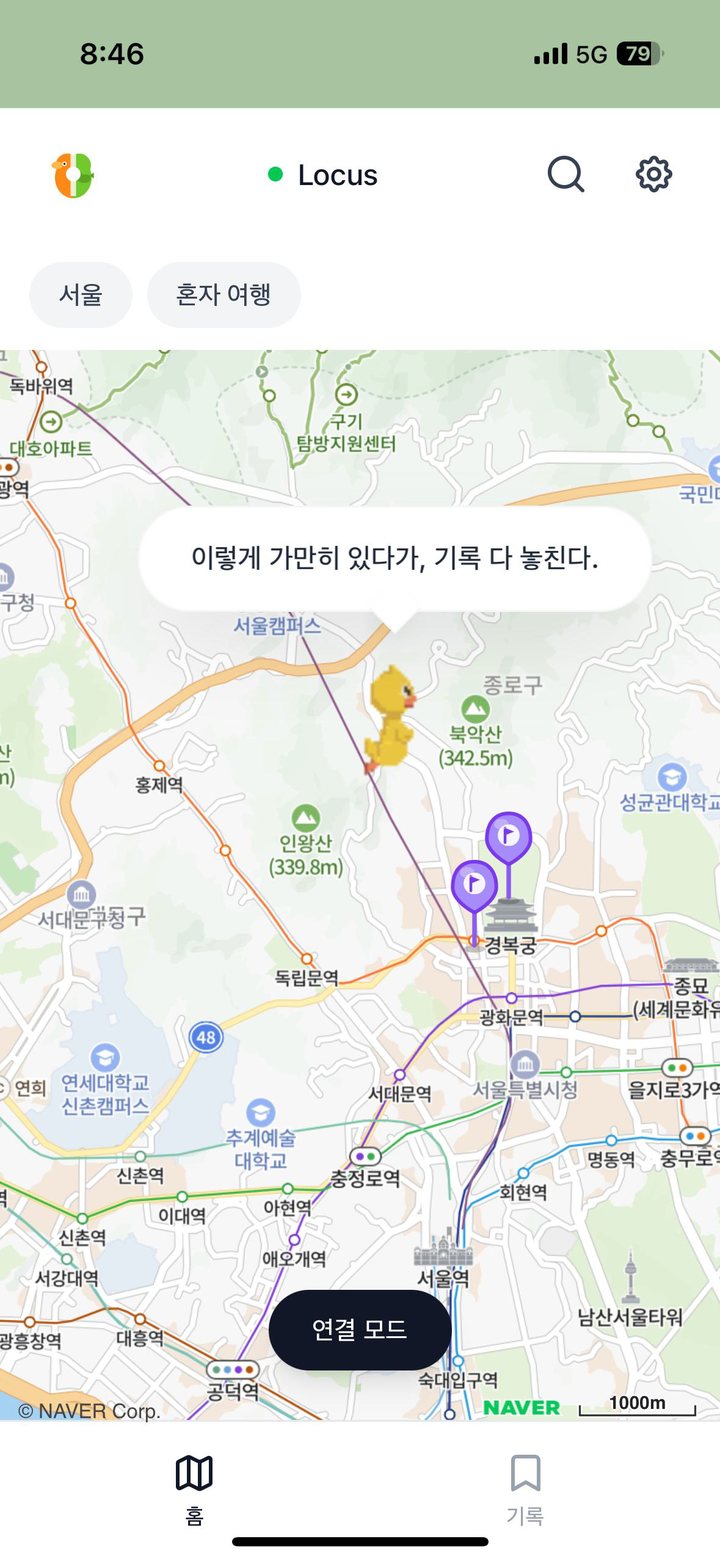 8:46
5G
79
Locus
서울
혼자 여행
독바위역
대호아파트
구기
탐방지원센터
광역
국민대
이렇게 가만히 있다가, 기록 다 놓친다.
구청
서울캠퍼스
종로구
북악산
(342.5m)
홍제역
성균관대학교
인왕산
(339.8m)
서대문구청
경복궁
독립문역
종묘
(세계문화유
광화문역
48
연희
연세대학교
신촌캠퍼스
서대문역
서울특별시청
을지로3가역
추계예술
대학교
명동역
충무로역
신촌역
충정로역
회현역
이대역
아현역
신촌역
애오개역
서강대역
서울역
남산서울타워
광흥창역
대흥역
연결 모드
공덕역
숙대입구역
© NAVER Corp.
NAVER
1000m
홈
기록